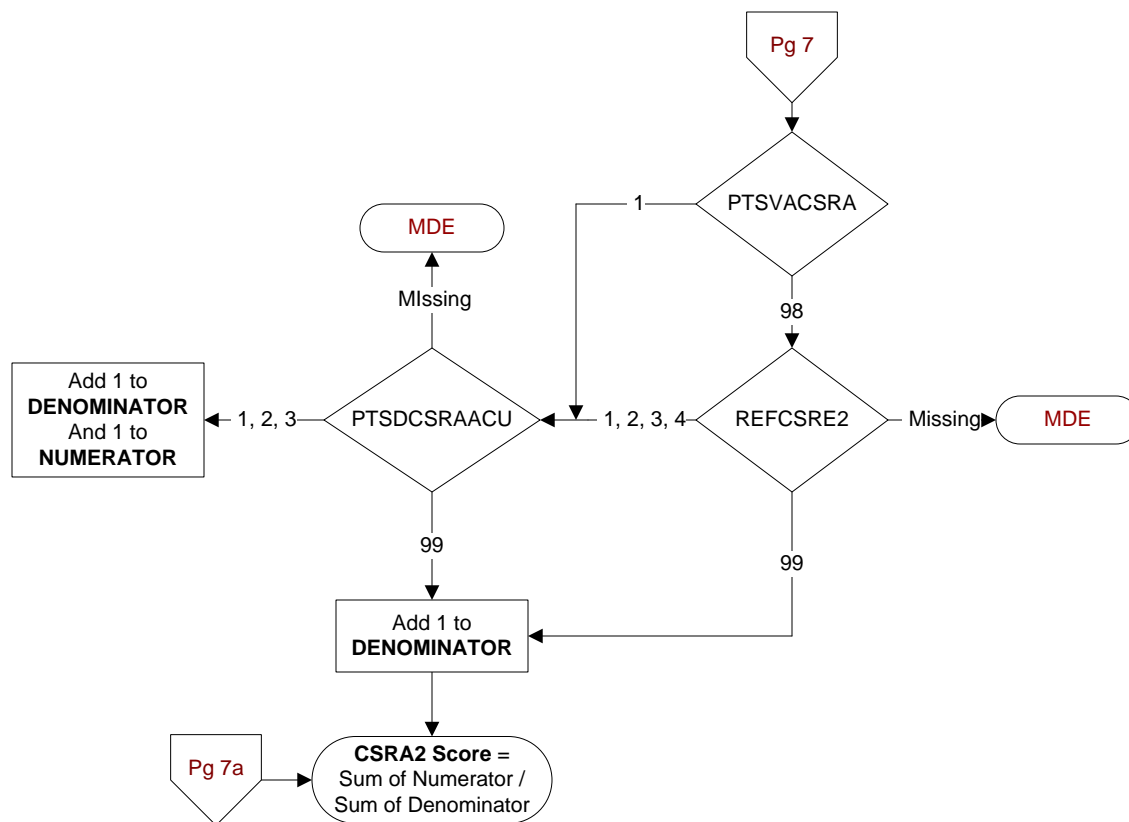 Pg 7
PTSVACSRA
1
MDE
MIssing
98
Add 1 to
DENOMINATOR
And 1 to
NUMERATOR
1, 2, 3
PTSDCSRAACU
1, 2, 3, 4
REFCSRE2
Missing
MDE
99
99
Add 1 to
DENOMINATOR
Pg 7a
CSRA2 Score =
Sum of Numerator /
Sum of Denominator